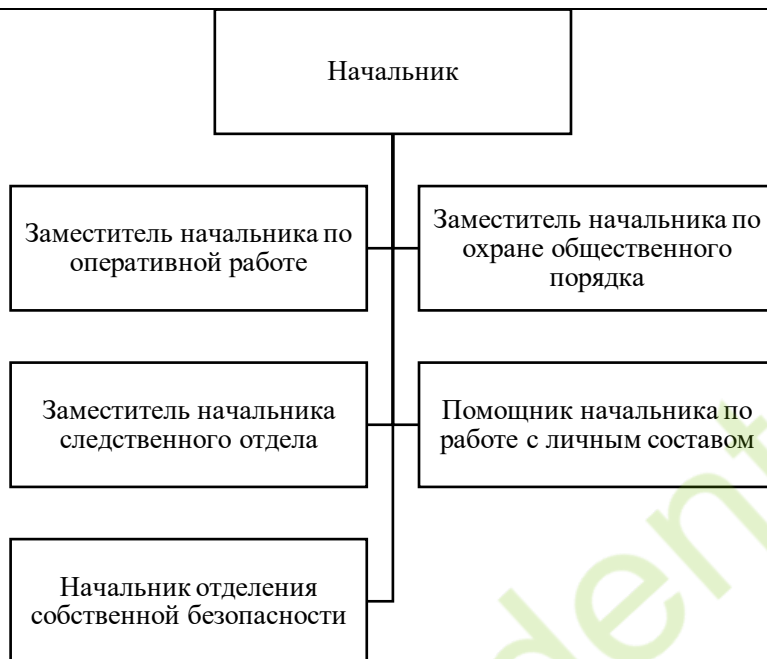 Начальник
Заместитель начальника по
оперативной работе
Заместитель начальника по
охране общественного
порядка
Заместитель начальника
следственного отдела
Помощник начальника по
работе с личным составом
Начальник отделения
собственной безопасности
dent